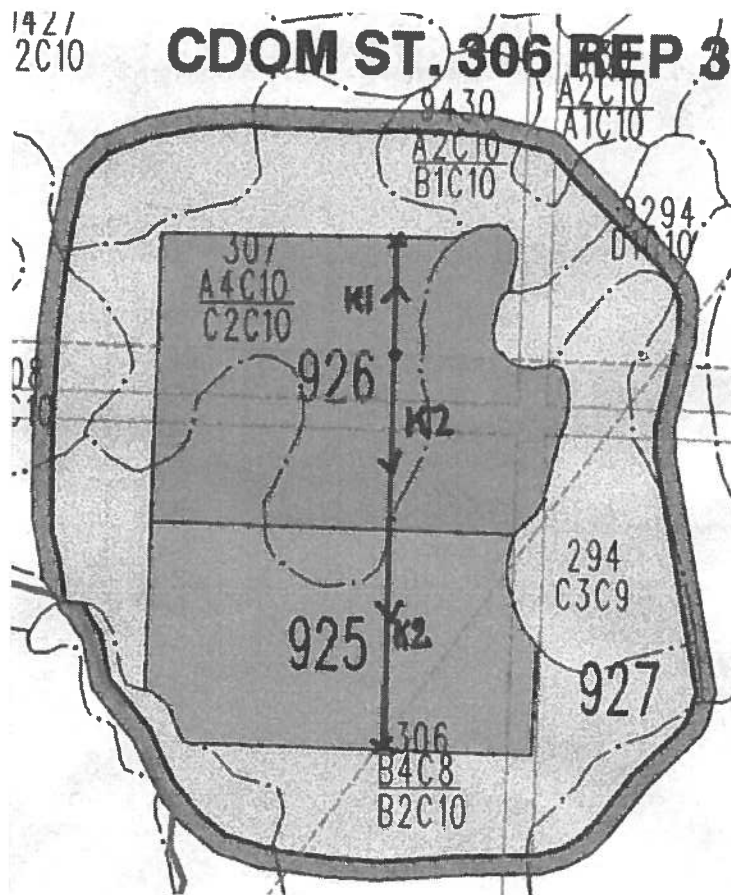 1427
2C10
CDOM ST. 306 REP 3
9430
A2C10
B1C10
A2C10
A1C10
307
A4C10
C2C10
K1
926
K2
294
C3C9
925
K2
927
306
B4C8
B2C10